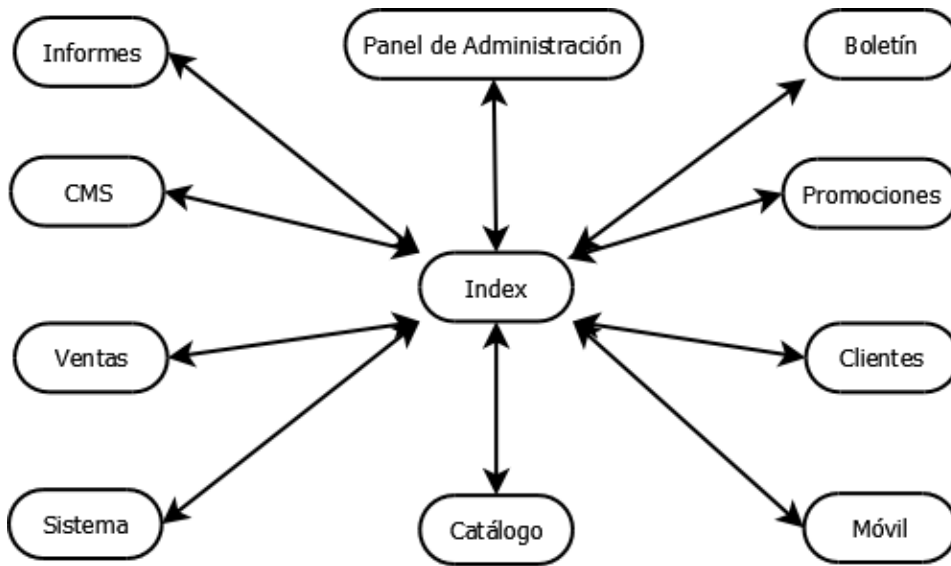 Informes
Panel de Administración
Boletín
CMS
Promociones
Index
Ventas
Clientes
Sistema
Catálogo
Móvil